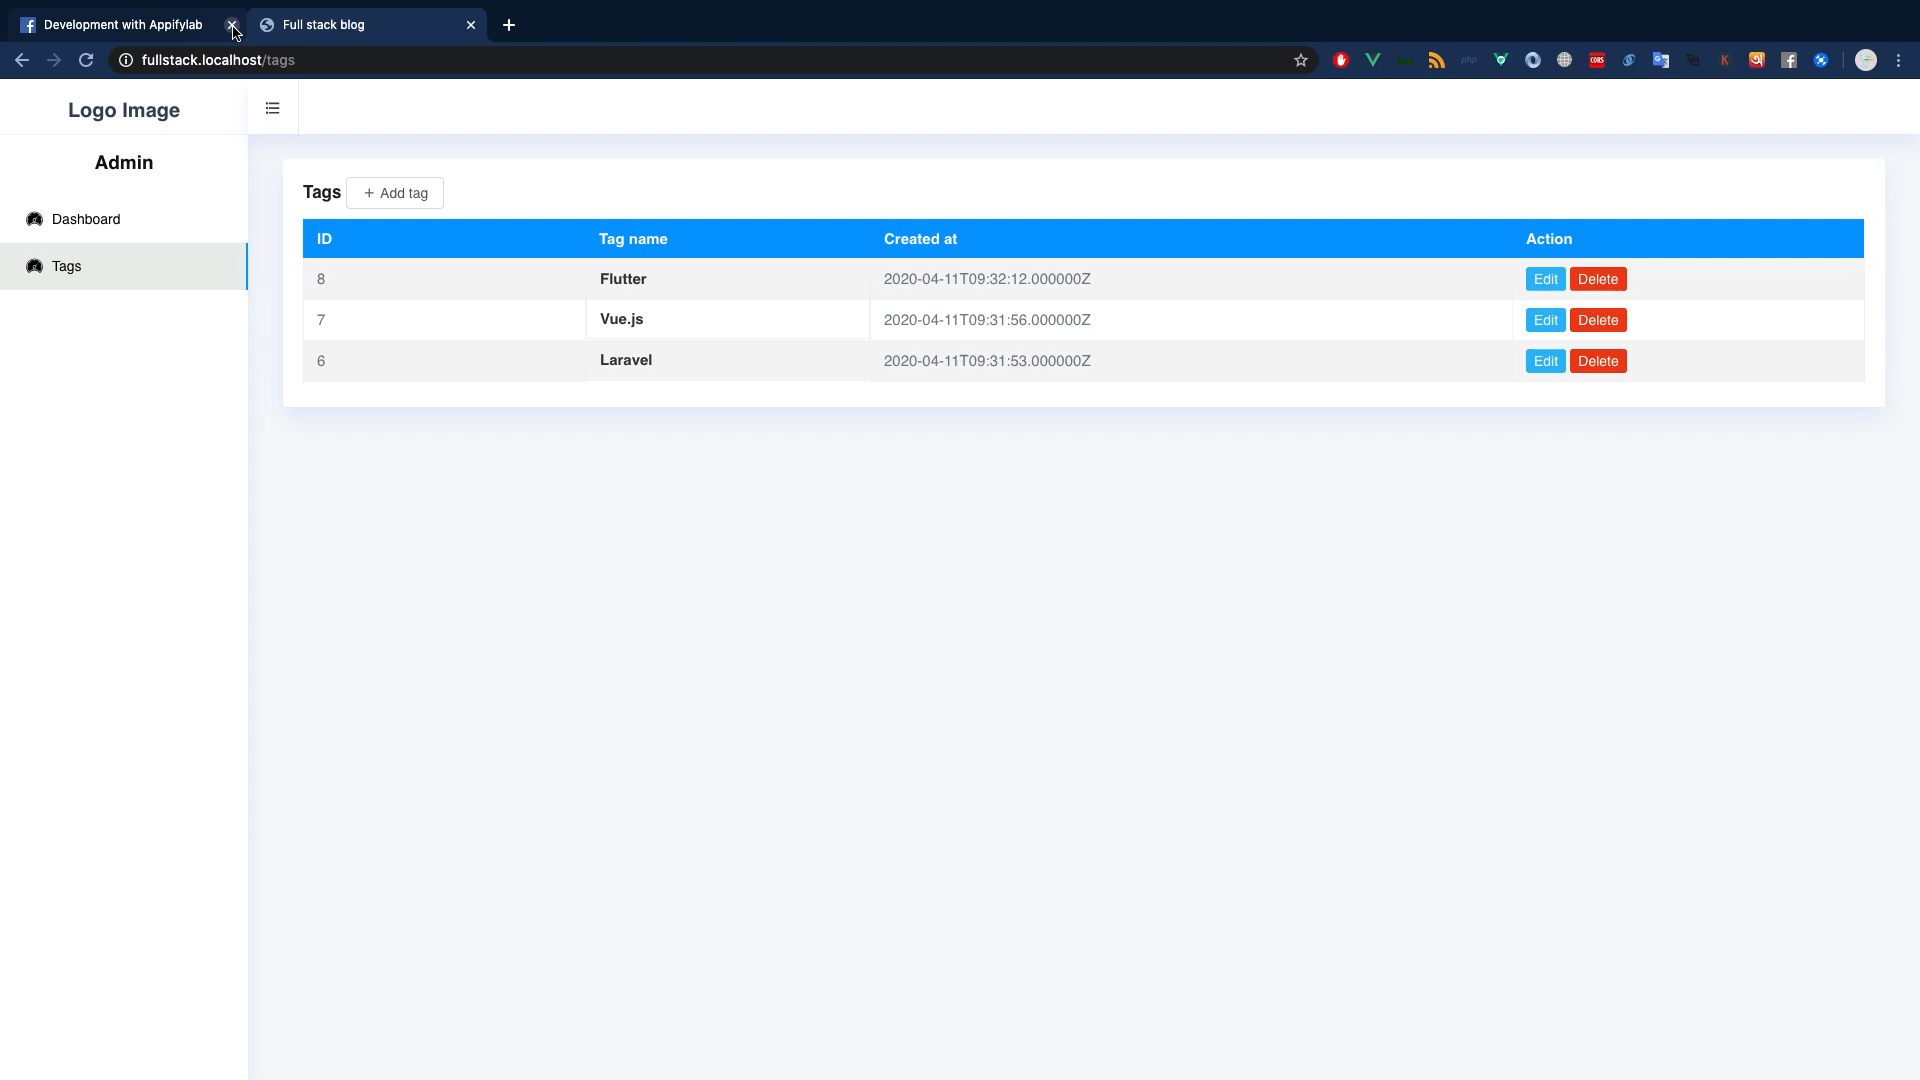 Development with Appifylab
Full stack blog
fullstack.localhost/tags
php
CORS
K
Logo Image
Admin
Dashboard
Tags
Tags
+ Add tag
ID Tag name Created at Action
8 Flutter 2020-04-11T09:32:12.000000Z Edit Delete
7 Vue.js 2020-04-11T09:31:56.000000Z Edit Delete
6 Laravel 2020-04-11T09:31:53.000000Z Edit Delete